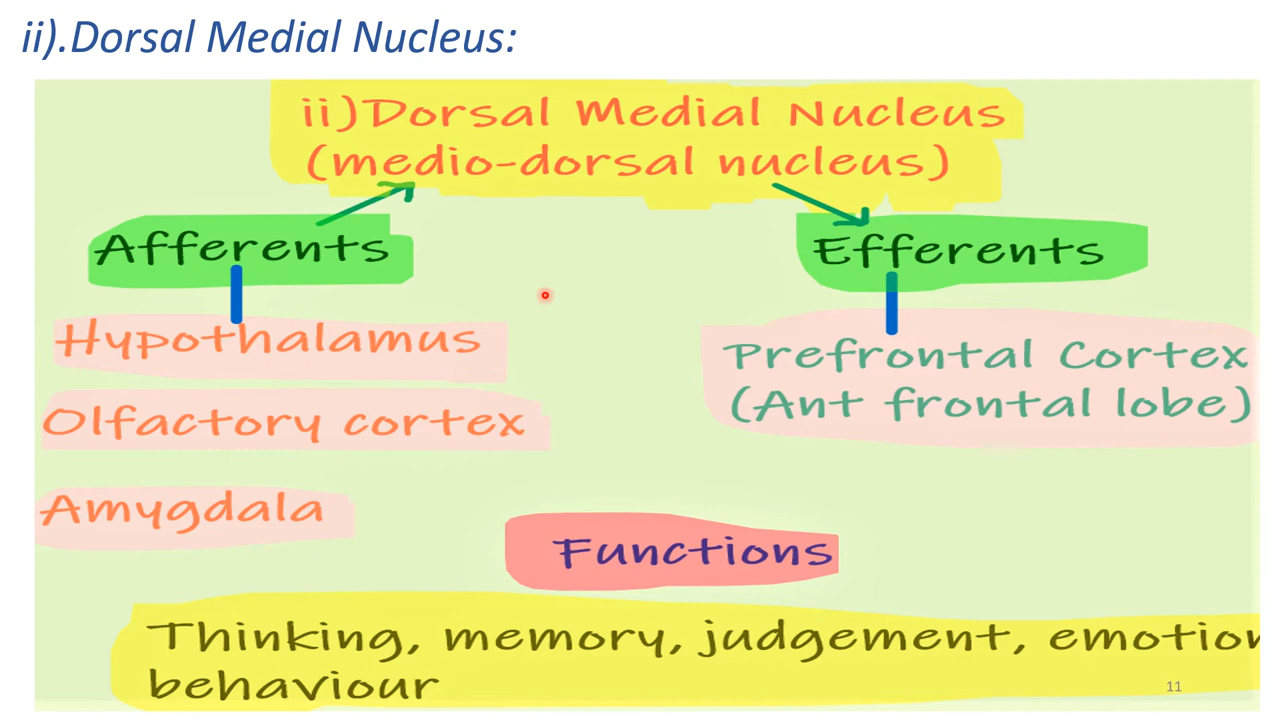 ii).Dorsal Medial Nucleus:
ii)Dorsal Medial Nucleus
(medio-dorsal nucleus)
Afferents
Hypothalamus
Olfactory cortex
Amygdala
Efferents
Prefrontal Cortex
(Ant frontal lobe)
Functions
Thinking, memory, judgement, emotion
behaviour
11